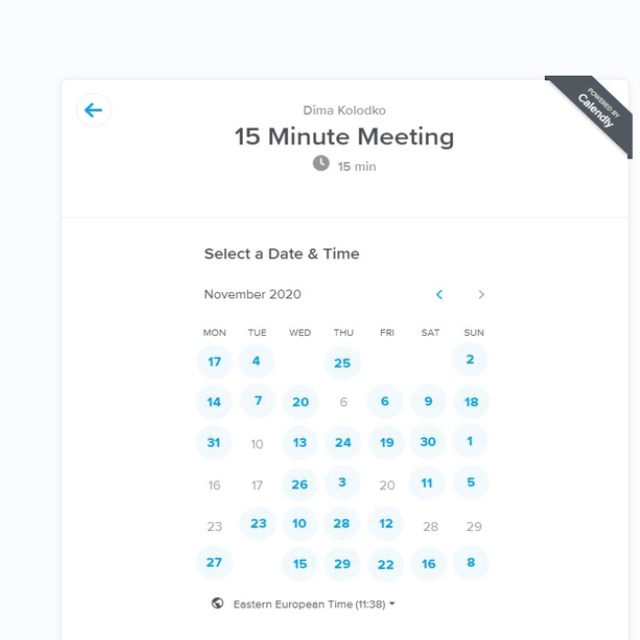 POWERED BY
Calendly
Dima Kolodko
15 Minute Meeting
15 min
Select a Date & Time
November 2020
MON TUE WED THU FRI SAT SUN
17 4 25 2
14 7 20 6 6 9 18
31 10 13 24 19 30 1
16 17 26 3 20 11 5
23 23 10 28 12 28 29
27 15 29 22 16 8
Eastern European Time (11:38)